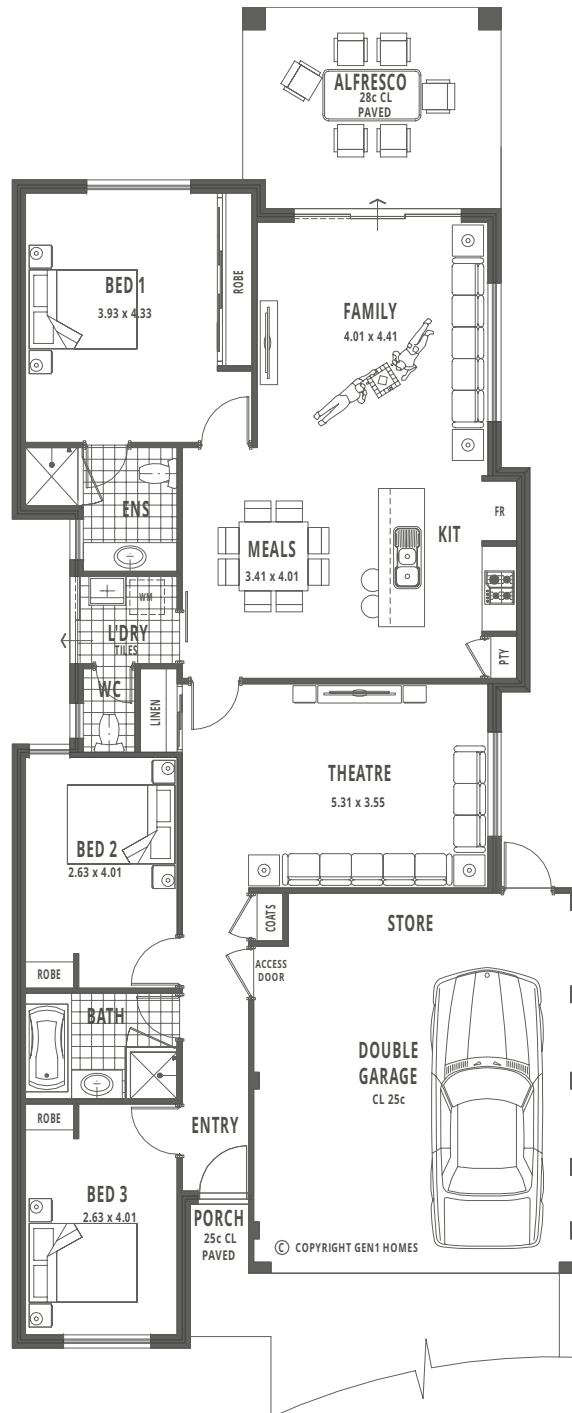 ALFRESCO
28c CL
PAVED
BED 1
3.93 x 4.33
ROBE
FAMILY
4.01 x 4.41
ENS
MEALS
3.41 x 4.01
KIT
FR
WM
L'DRY
TILES
PTY
WC
LINEN
THEATRE
5.31 x 3.55
BED 2
2.63 x 4.01
ROBE
COATS
STORE
ACCESS
DOOR
BATH
DOUBLE
GARAGE
CL 25c
ROBE
ENTRY
BED 3
2.63 x 4.01
PORCH
25c CL
PAVED
© COPYRIGHT GEN1 HOMES